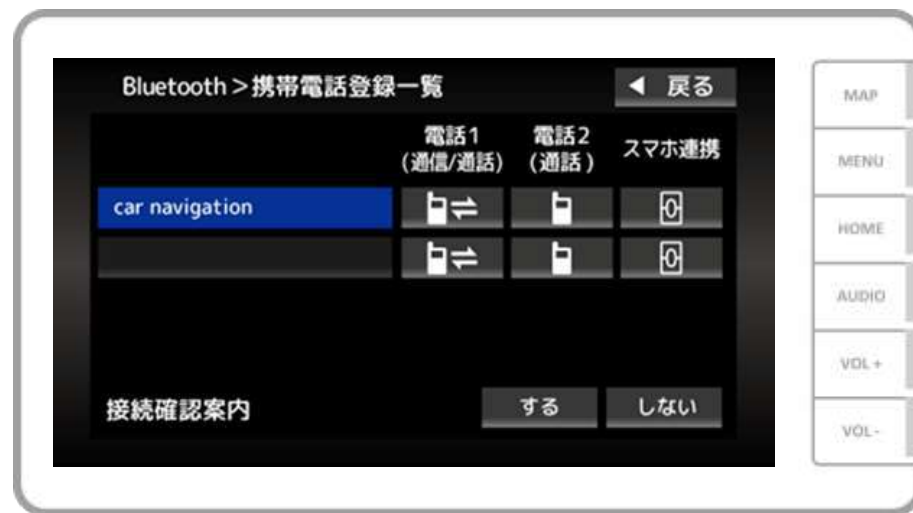 Bluetooth＞携帯電話登録一覧
◀ 戻る
電話1
(通信/通話)
電話2
(通話)
スマホ連携
car navigation
接続確認案内
する
しない
MAP
MENU
HOME
AUDIO
VOL+
VOL-